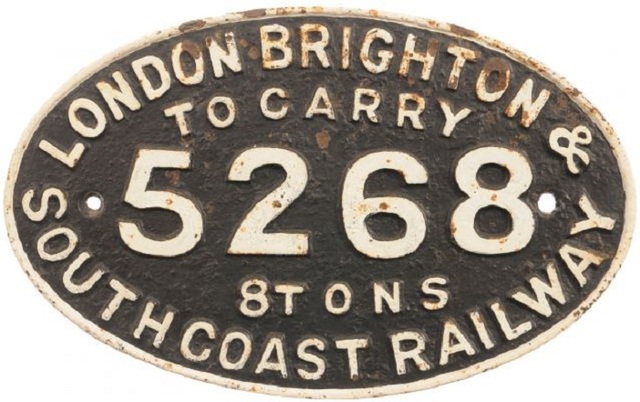 LONDON BRIGHTON &
TO CARRY
5268
8 TONS
SOUTH COAST RAILWAY